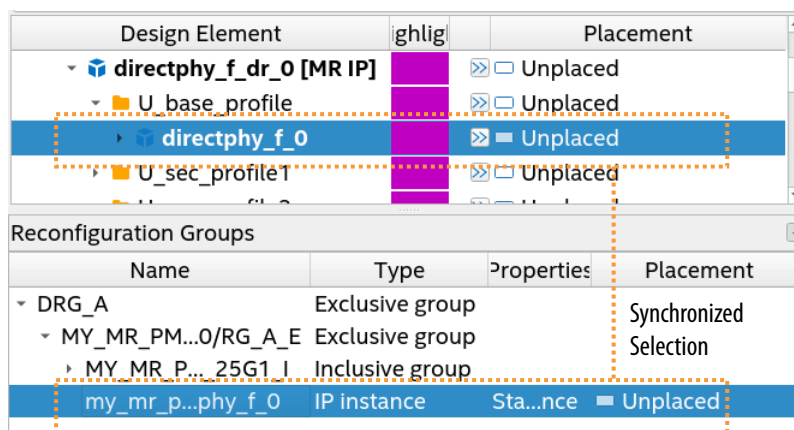 Design Element ighligl Placement
directphy_f_dr_0 [MR IP] Unplaced
U_base_profile Unplaced
directphy_f_0 Unplaced
U_sec_profile1 Unplaced
Reconfiguration Groups
Name Type Properties Placement
DRG_A Exclusive group
MY_MR_PM...0/RG_A_E Exclusive group
MY_MR_P..._25G1_I Inclusive group
my_mr_p...phy_f_0 IP instance Sta...nce Unplaced
Synchronized
Selection